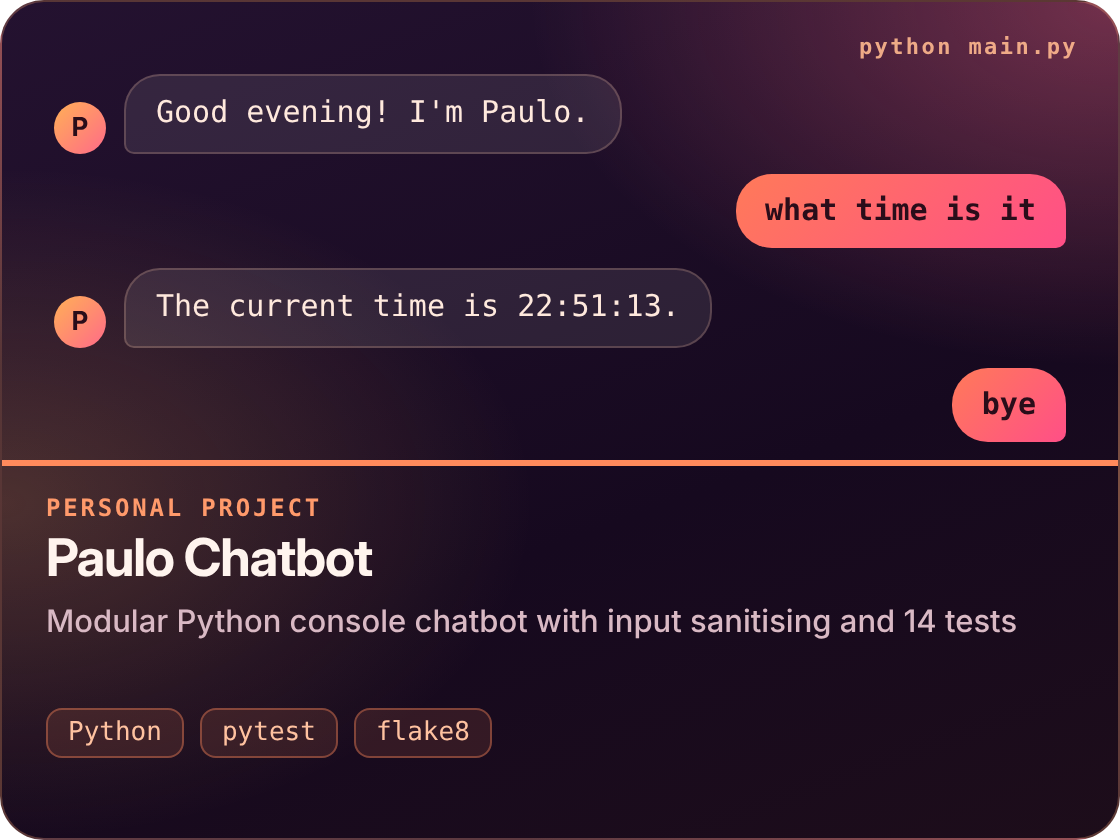 python main.py
P
Good evening! I'm Paulo.
what time is it
P
The current time is 22:51:13.
bye
PERSONAL PROJECT
Paulo Chatbot
Modular Python console chatbot with input sanitising and 14 tests
Python
pytest
flake8